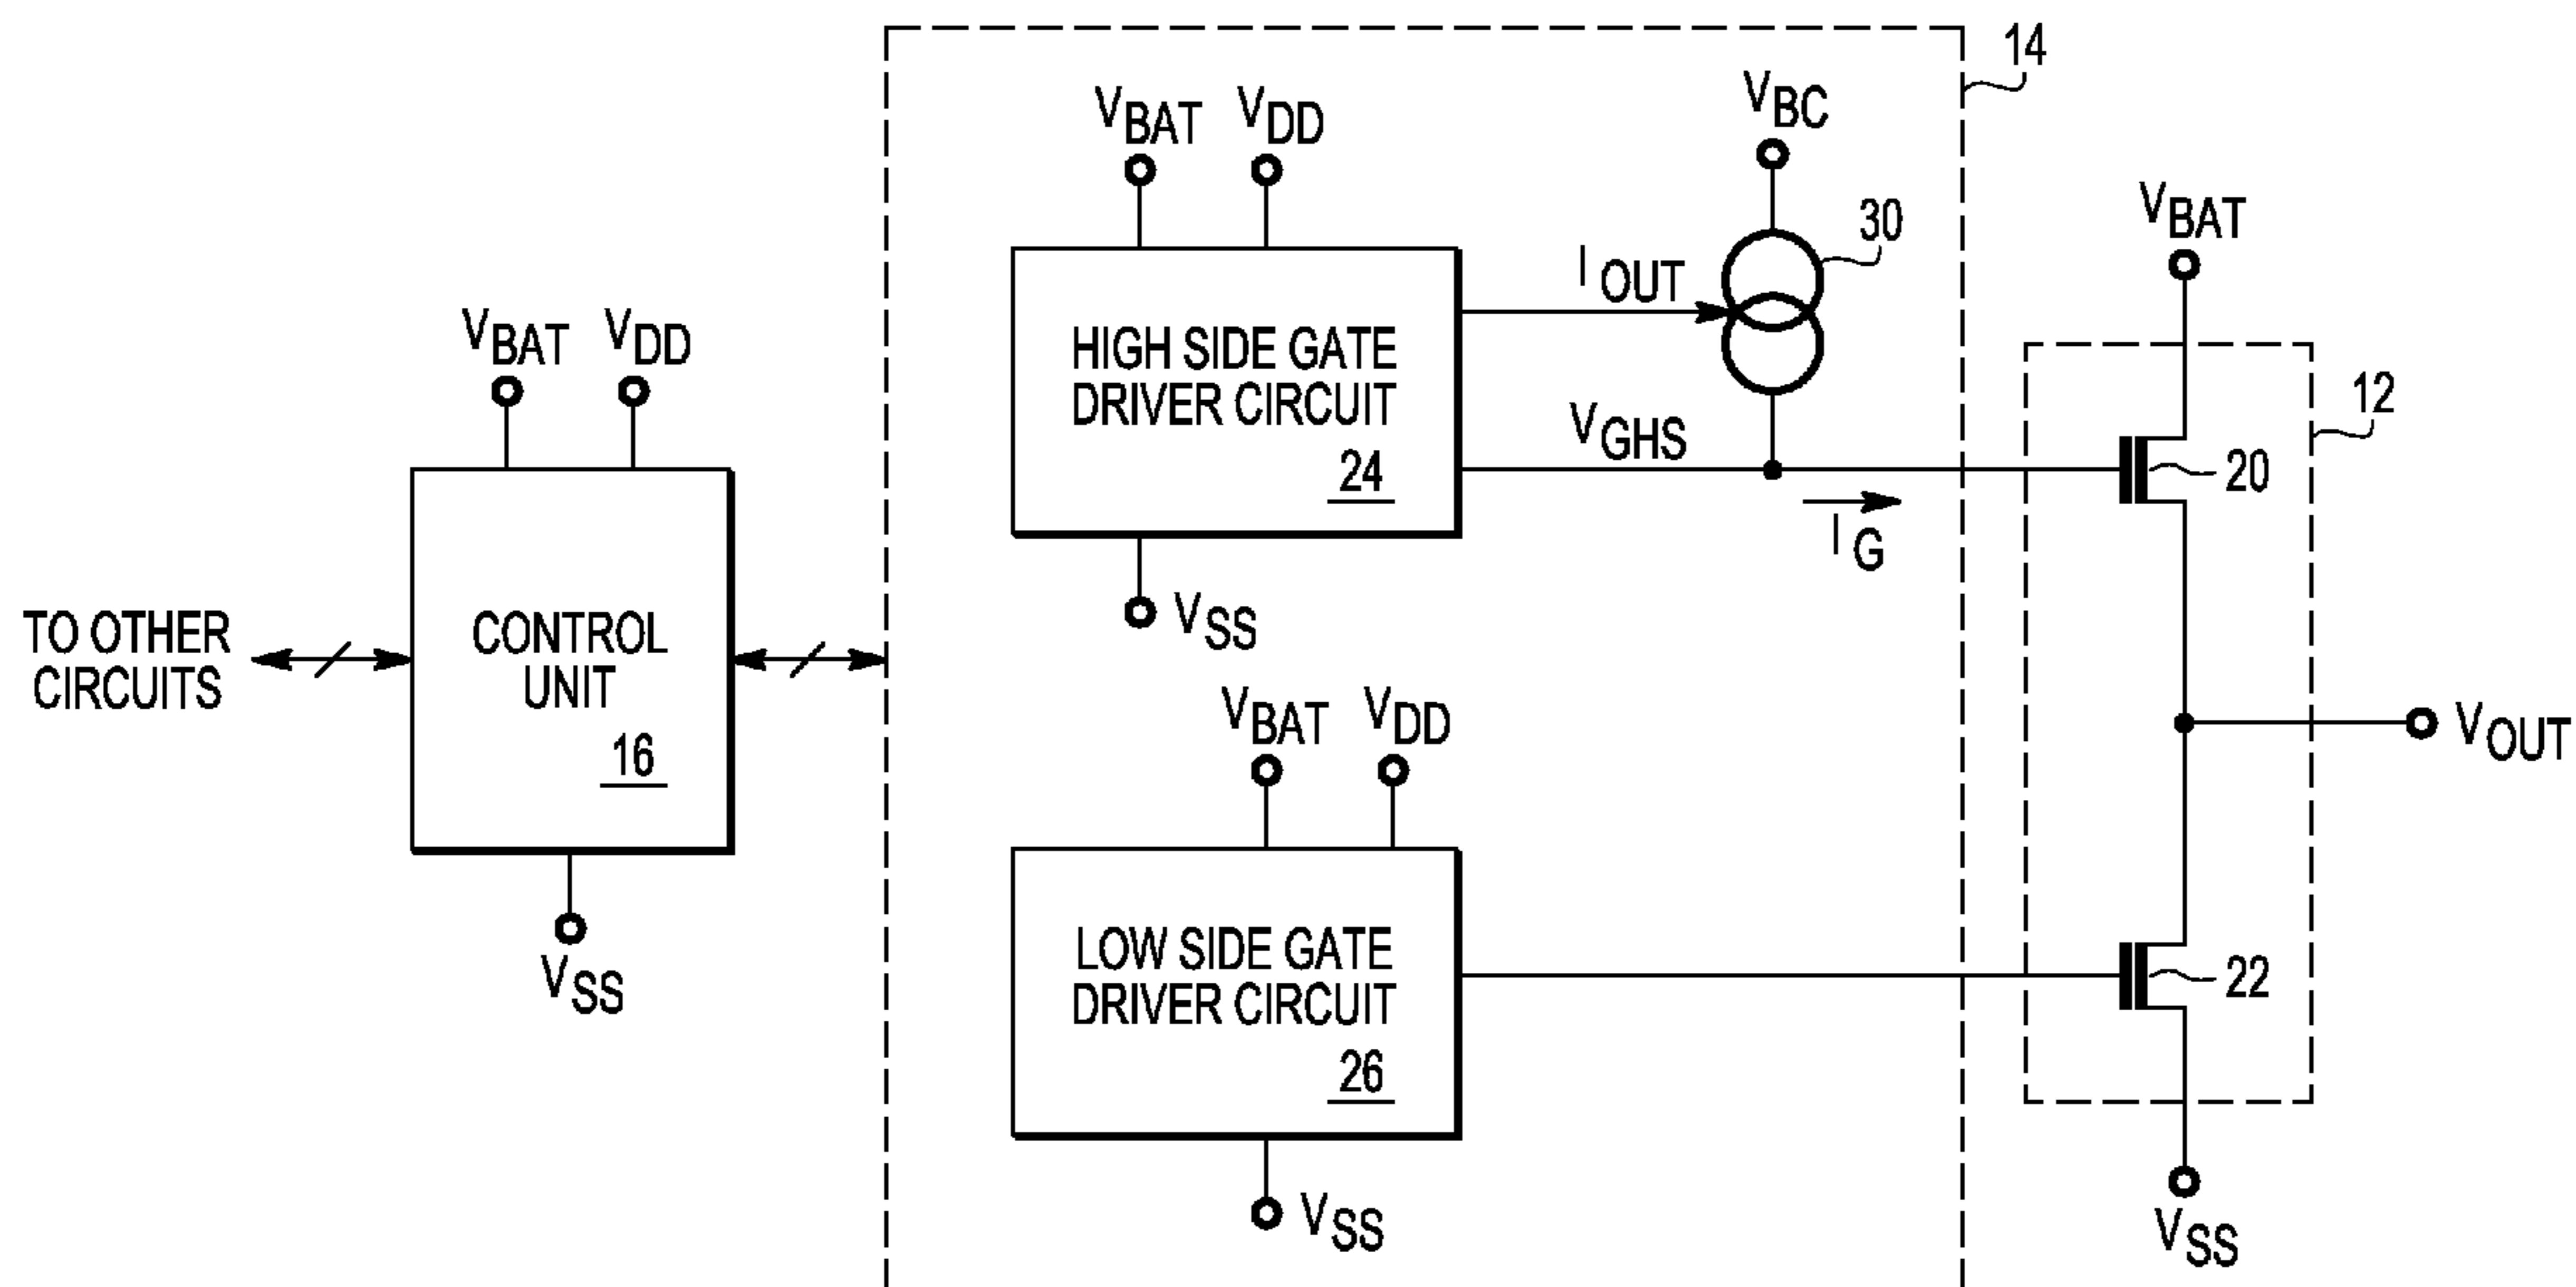 14
VBAT
VDD
VBC
30
VBAT
IOUT
HIGH SIDE GATE
DRIVER CIRCUIT
24
VGHS
IG
VSS
12
20
VBAT
VDD
TO OTHER
CIRCUITS
CONTROL
UNIT
16
VSS
VOUT
VBAT
VDD
LOW SIDE GATE
DRIVER CIRCUIT
26
VSS
22
VSS